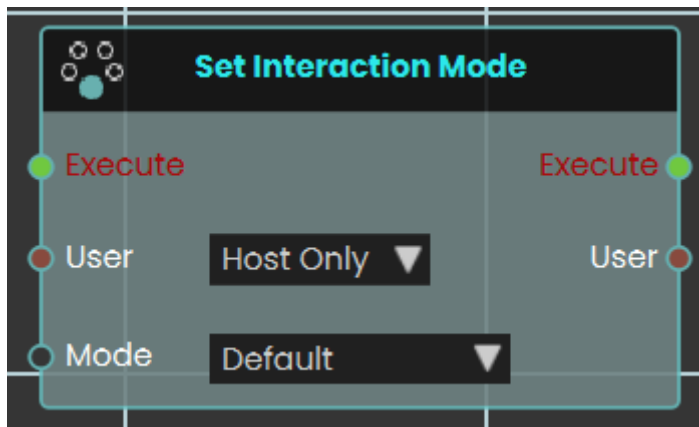 Set Interaction Mode
Execute Execute
User Host Only User
Mode Default